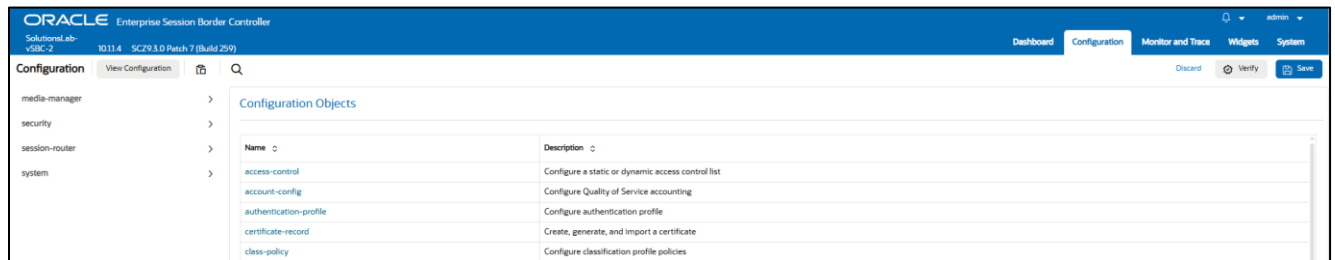 ORACLE Enterprise Session Border Controller
admin
SolutionsLab-
vSBC-2 10.1.1.4 SCZ9.3.0 Patch 7 (Build 259)
Dashboard Configuration Monitor and Trace Widgets System
Configuration View Configuration Discard Verify Save
media-manager
security
session-router
system
Configuration Objects
Name Description
access-control Configure a static or dynamic access control list
account-config Configure Quality of Service accounting
authentication-profile Configure authentication profile
certificate-record Create, generate, and import a certificate
class-policy Configure classification profile policies